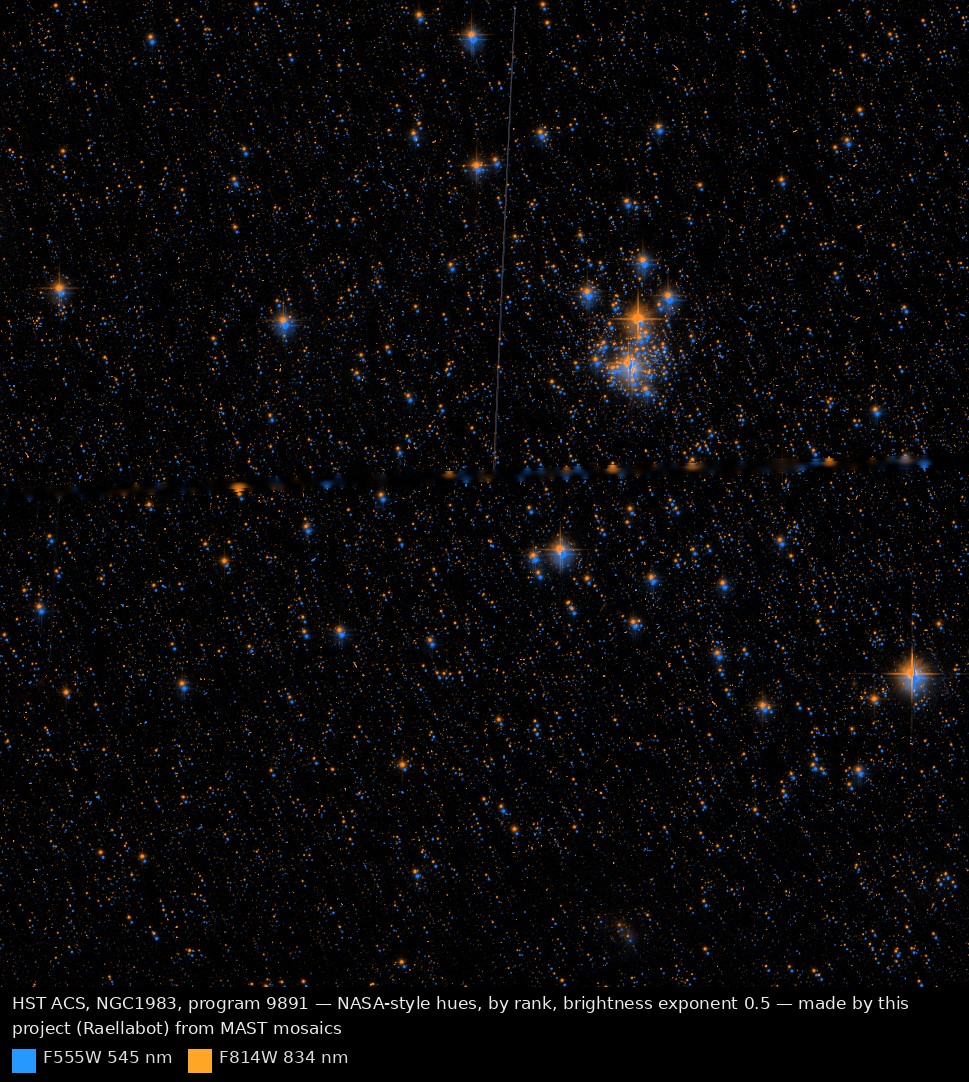 HST ACS, NGC1983, program 9891 — NASA-style hues, by rank, brightness exponent 0.5 — made by this
project (Raellabot) from MAST mosaics
F555W 545 nm F814W 834 nm